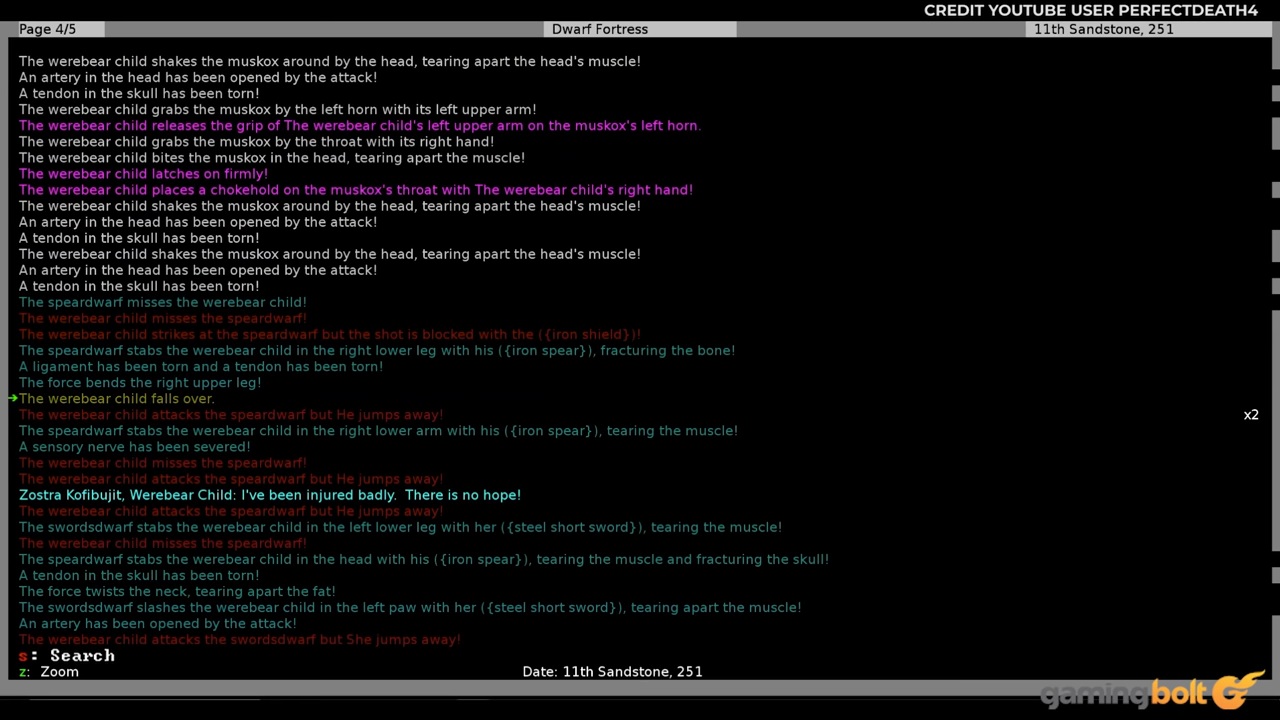 CREDIT YOUTUBE USER PERFECTDEATH4
Page 4/5 Dwarf Fortress 11th Sandstone, 251
The werebear child shakes the muskox around by the head, tearing apart the head's muscle!
An artery in the head has been opened by the attack!
A tendon in the skull has been torn!
The werebear child grabs the muskox by the left horn with its left upper arm!
The werebear child releases the grip of The werebear child's left upper arm on the muskox's left horn.
The werebear child grabs the muskox by the throat with its right hand!
The werebear child bites the muskox in the head, tearing apart the muscle!
The werebear child latches on firmly!
The werebear child places a chokehold on the muskox's throat with The werebear child's right hand!
The werebear child shakes the muskox around by the head, tearing apart the head's muscle!
An artery in the head has been opened by the attack!
A tendon in the skull has been torn!
The werebear child shakes the muskox around by the head, tearing apart the head's muscle!
An artery in the head has been opened by the attack!
A tendon in the skull has been torn!
The speardwarf misses the werebear child!
The werebear child misses the speardwarf!
The werebear child strikes at the speardwarf but the shot is blocked with the ({iron shield})!
The speardwarf stabs the werebear child in the right lower leg with his ({iron spear}), fracturing the bone!
A ligament has been torn and a tendon has been torn!
The force bends the right upper leg!
The werebear child falls over.
The werebear child attacks the speardwarf but He jumps away! x2
The speardwarf stabs the werebear child in the right lower arm with his ({iron spear}), tearing the muscle!
A sensory nerve has been severed!
The werebear child misses the speardwarf!
The werebear child attacks the speardwarf but He jumps away!
Zostra Kofibujit, Werebear Child: I've been injured badly.  There is no hope!
The werebear child attacks the speardwarf but He jumps away!
The swordsdwarf stabs the werebear child in the left lower leg with her ({steel short sword}), tearing the muscle!
The werebear child misses the speardwarf!
The speardwarf stabs the werebear child in the head with his ({iron spear}), tearing the muscle and fracturing the skull!
A tendon in the skull has been torn!
The force twists the neck, tearing apart the fat!
The swordsdwarf slashes the werebear child in the left paw with her ({steel short sword}), tearing apart the muscle!
An artery has been opened by the attack!
The werebear child attacks the swordsdwarf but She jumps away!
s: Search
z: Zoom Date: 11th Sandstone, 251
gamingbolt